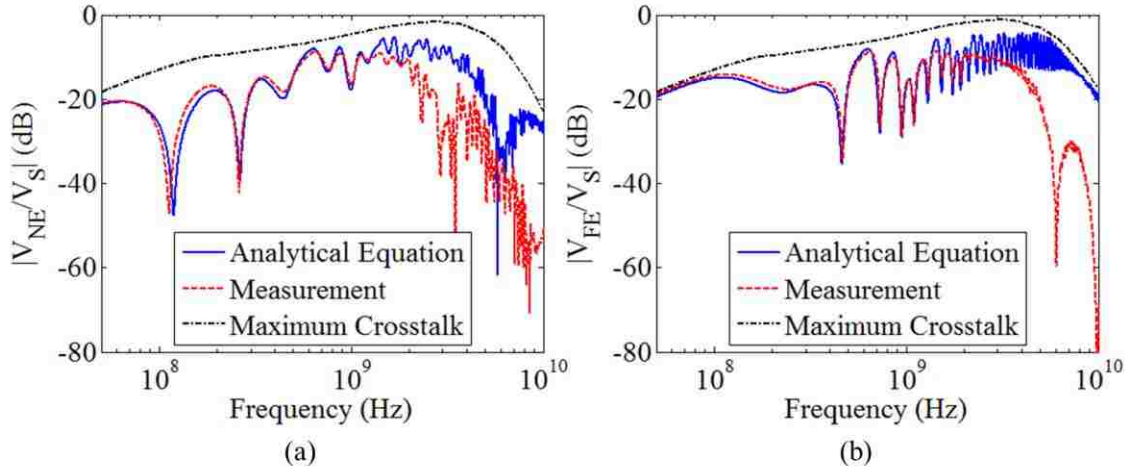 0
-20
-40
-60
-80
|V_NE/V_S| (dB)
Analytical Equation
Measurement
Maximum Crosstalk
10^8
10^9
10^10
Frequency (Hz)
(a)
0
-20
-40
-60
-80
|V_FE/V_S| (dB)
Analytical Equation
Measurement
Maximum Crosstalk
10^8
10^9
10^10
Frequency (Hz)
(b)